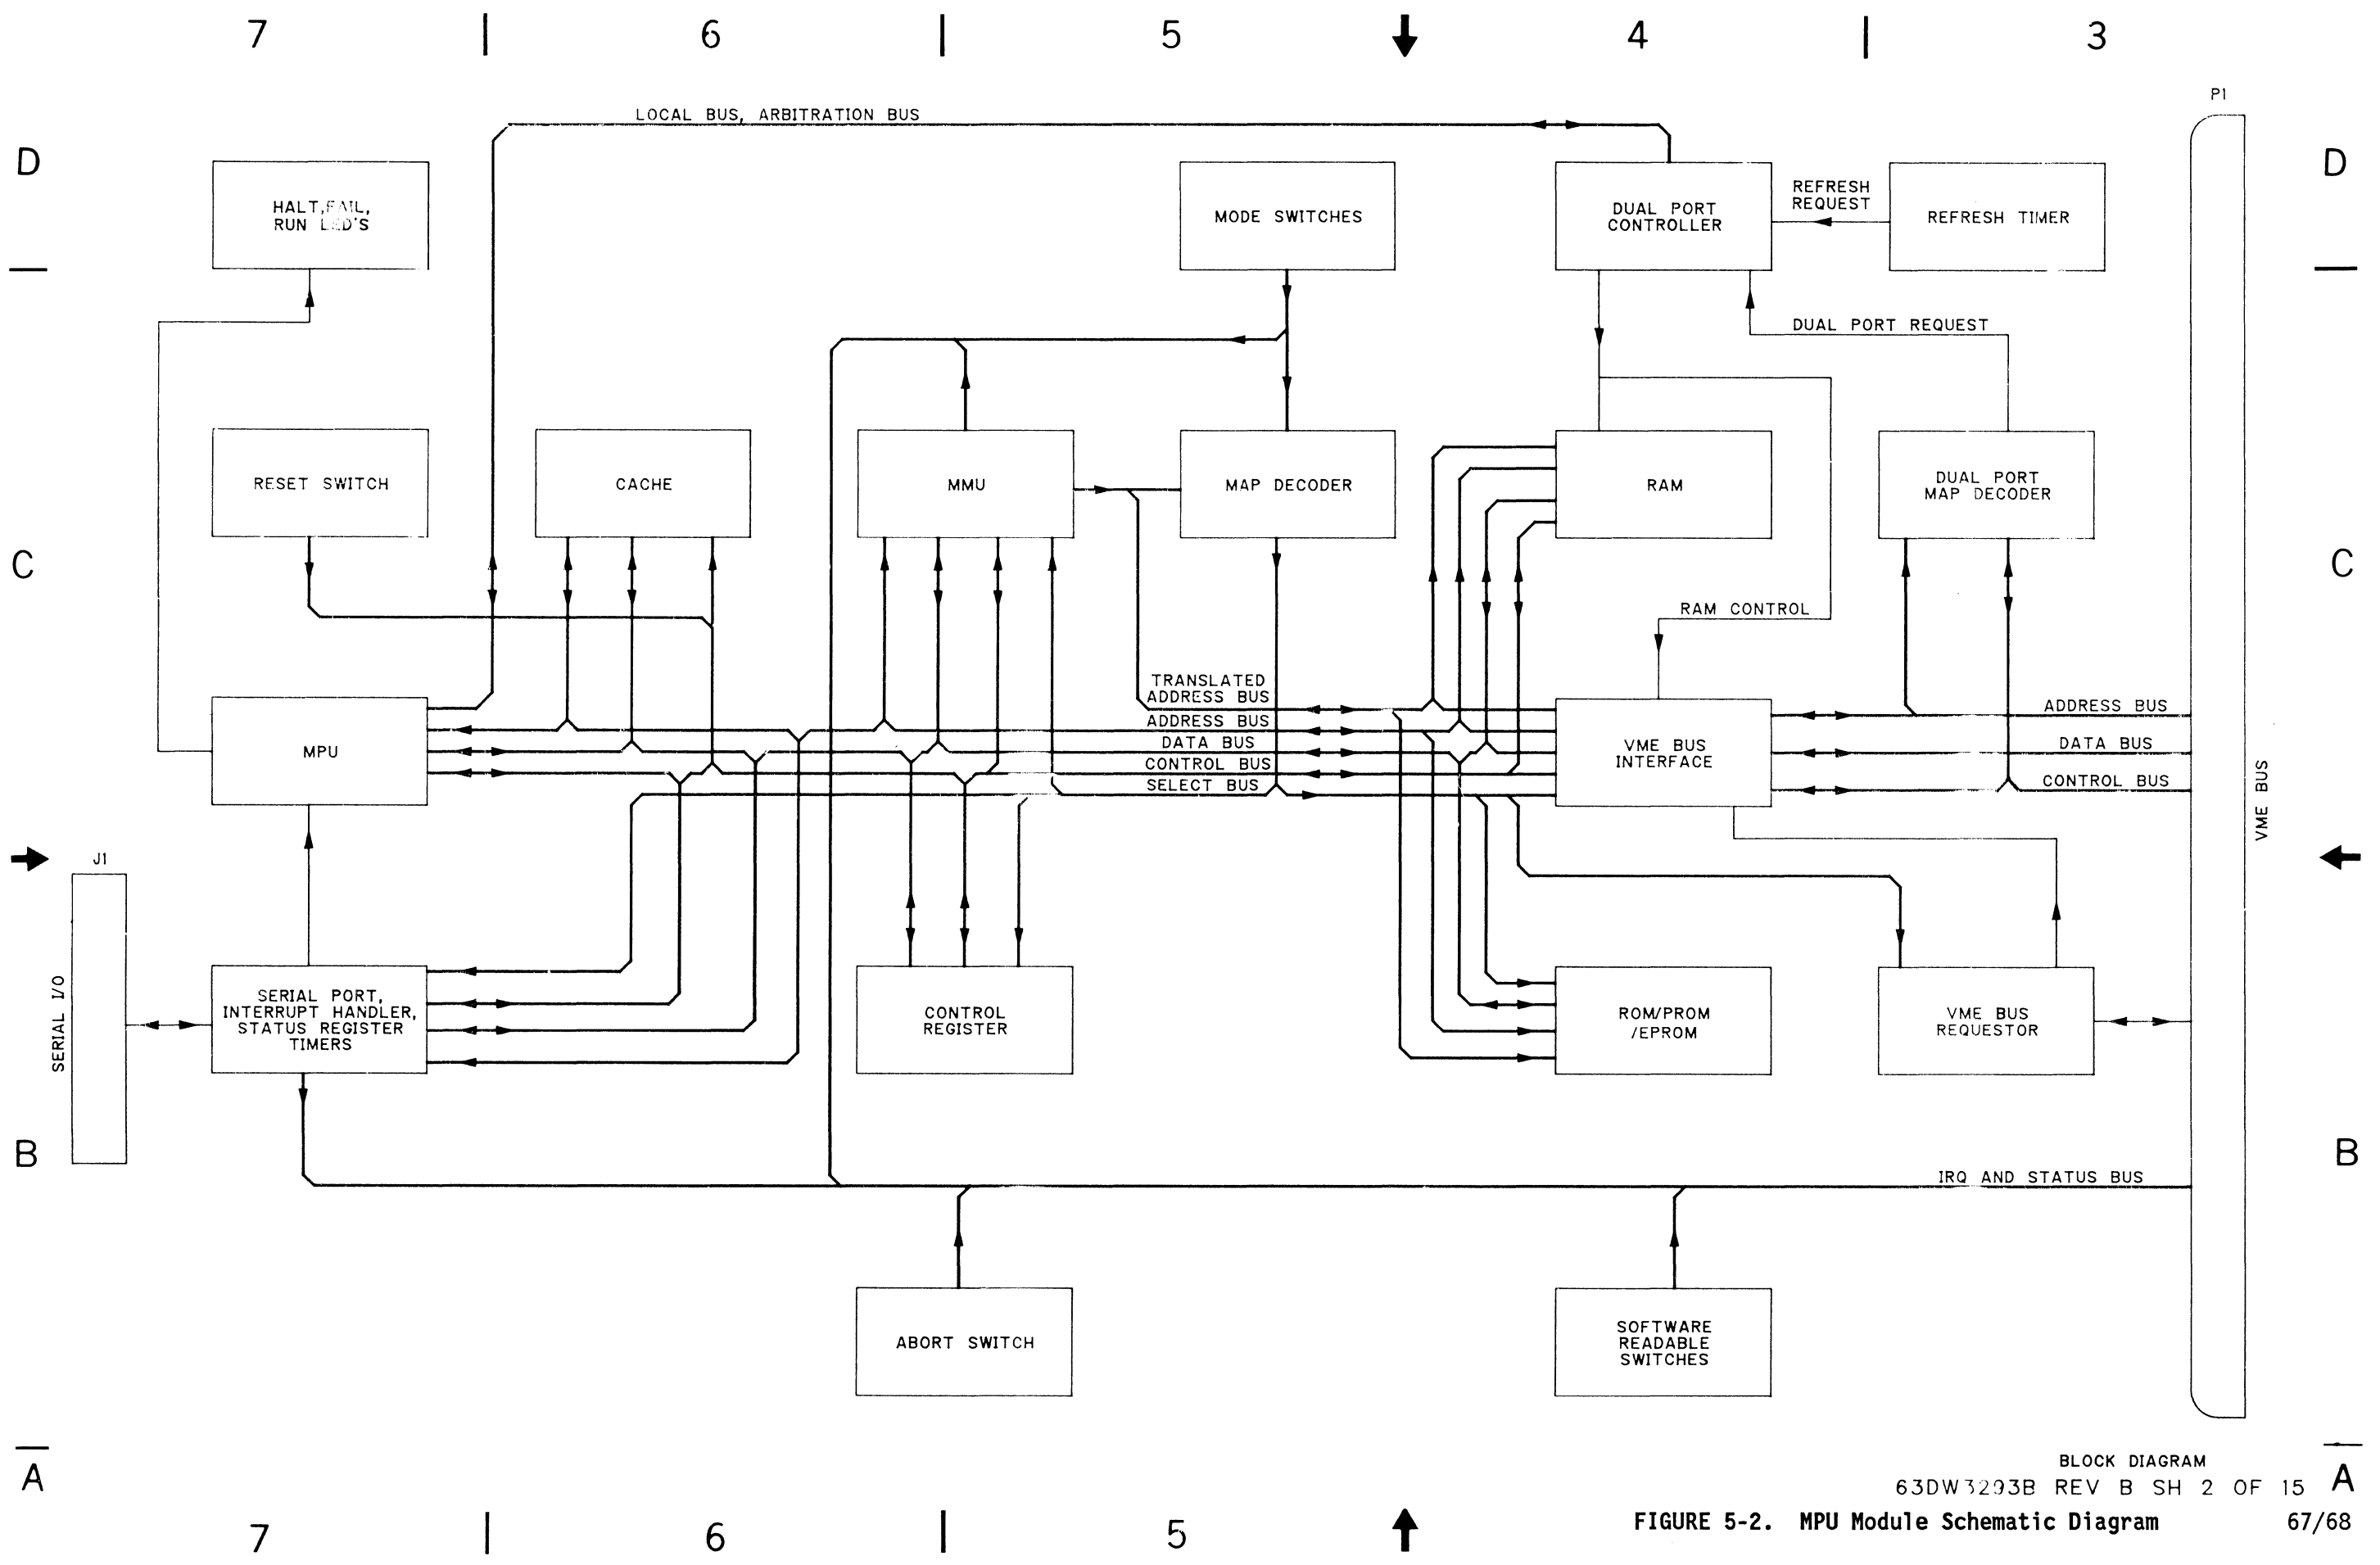 7 6 5 4 3
P1
LOCAL BUS, ARBITRATION BUS
D D
HALT,FAIL,
RUN LED'S
MODE SWITCHES
DUAL PORT
CONTROLLER
REFRESH
REQUEST
REFRESH TIMER
DUAL PORT REQUEST
RESET SWITCH
CACHE
MMU
MAP DECODER
RAM
DUAL PORT
MAP DECODER
C C
RAM CONTROL
TRANSLATED
ADDRESS BUS
ADDRESS BUS
DATA BUS
CONTROL BUS
SELECT BUS
MPU
VME BUS
INTERFACE
ADDRESS BUS
DATA BUS
CONTROL BUS
VME BUS
J1
SERIAL I/O
SERIAL PORT,
INTERRUPT HANDLER,
STATUS REGISTER
TIMERS
CONTROL
REGISTER
ROM/PROM
/EPROM
VME BUS
REQUESTOR
B B
IRQ AND STATUS BUS
ABORT SWITCH
SOFTWARE
READABLE
SWITCHES
BLOCK DIAGRAM
A A
63DW3293B REV B SH 2 OF 15
FIGURE 5-2. MPU Module Schematic Diagram 67/68
7 6 5